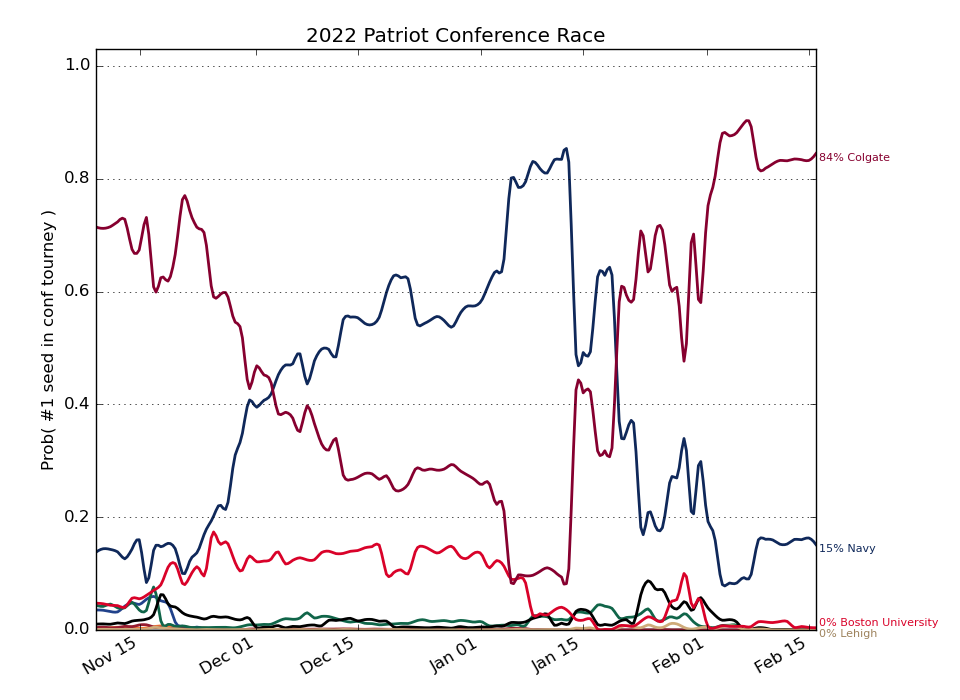 2022 Patriot Conference Race
Prob( #1 seed in conf tourney )
1.0
0.8
0.6
0.4
0.2
0.0
84% Colgate
15% Navy
0% Boston University
0% Lehigh
Nov 15
Dec 01
Dec 15
Jan 01
Jan 15
Feb 01
Feb 15